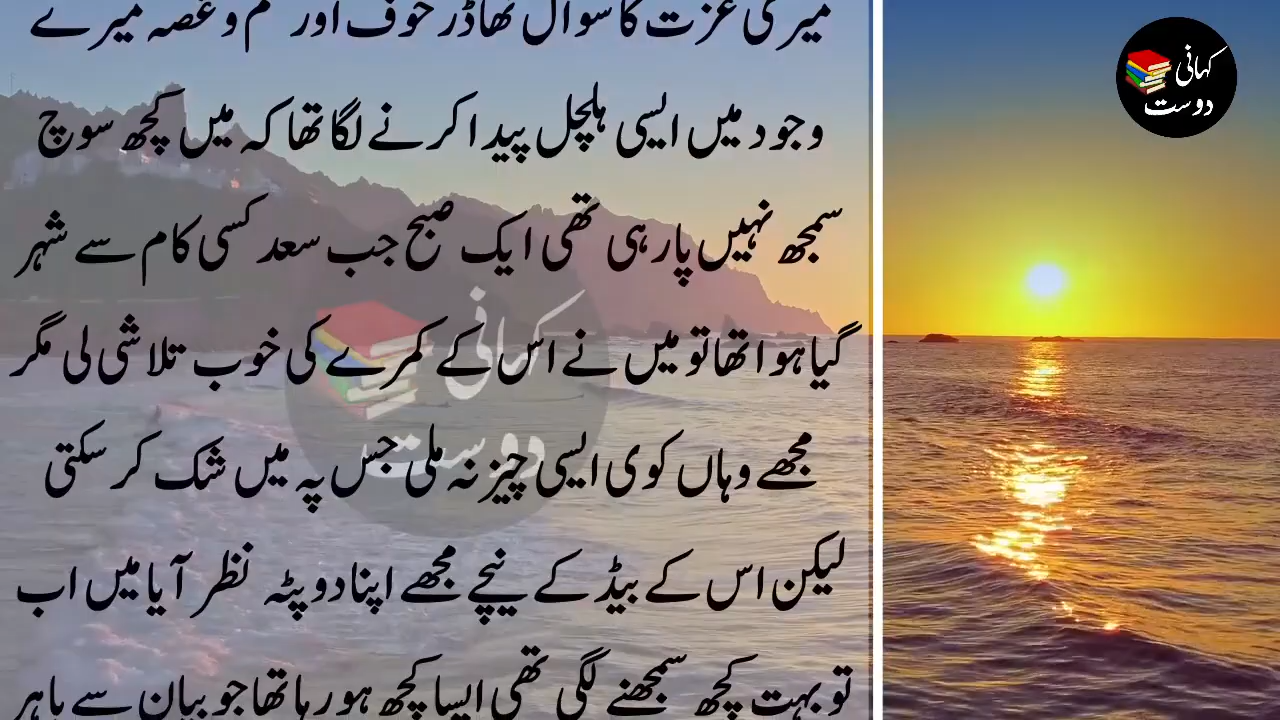 میری عزت کا سوال تھا ڈر خوف اور غم و غصہ میرے
وجود میں ایسی ہلچل پیدا کرنے لگا تھا کہ میں کچھ سوچ
سمجھ نہیں پا رہی تھی ایک صبح جب سعد کسی کام سے شہر
گیا ہوا تھا تو میں نے اس کے کمرے کی خوب تلاشی لی مگر
مجھے وہاں کوی ایسی چیز نہ ملی جس پہ میں شک کر سکتی
لیکن اس کے بیڈ کے نیچے مجھے اپنا دوپٹہ نظر آیا میں اب
تو بہت کچھ سمجھنے لگی تھی ایسا کچھ ہو رہا تھا جو بیان سے باہر
کہانی
دوست
کہانی
دوست